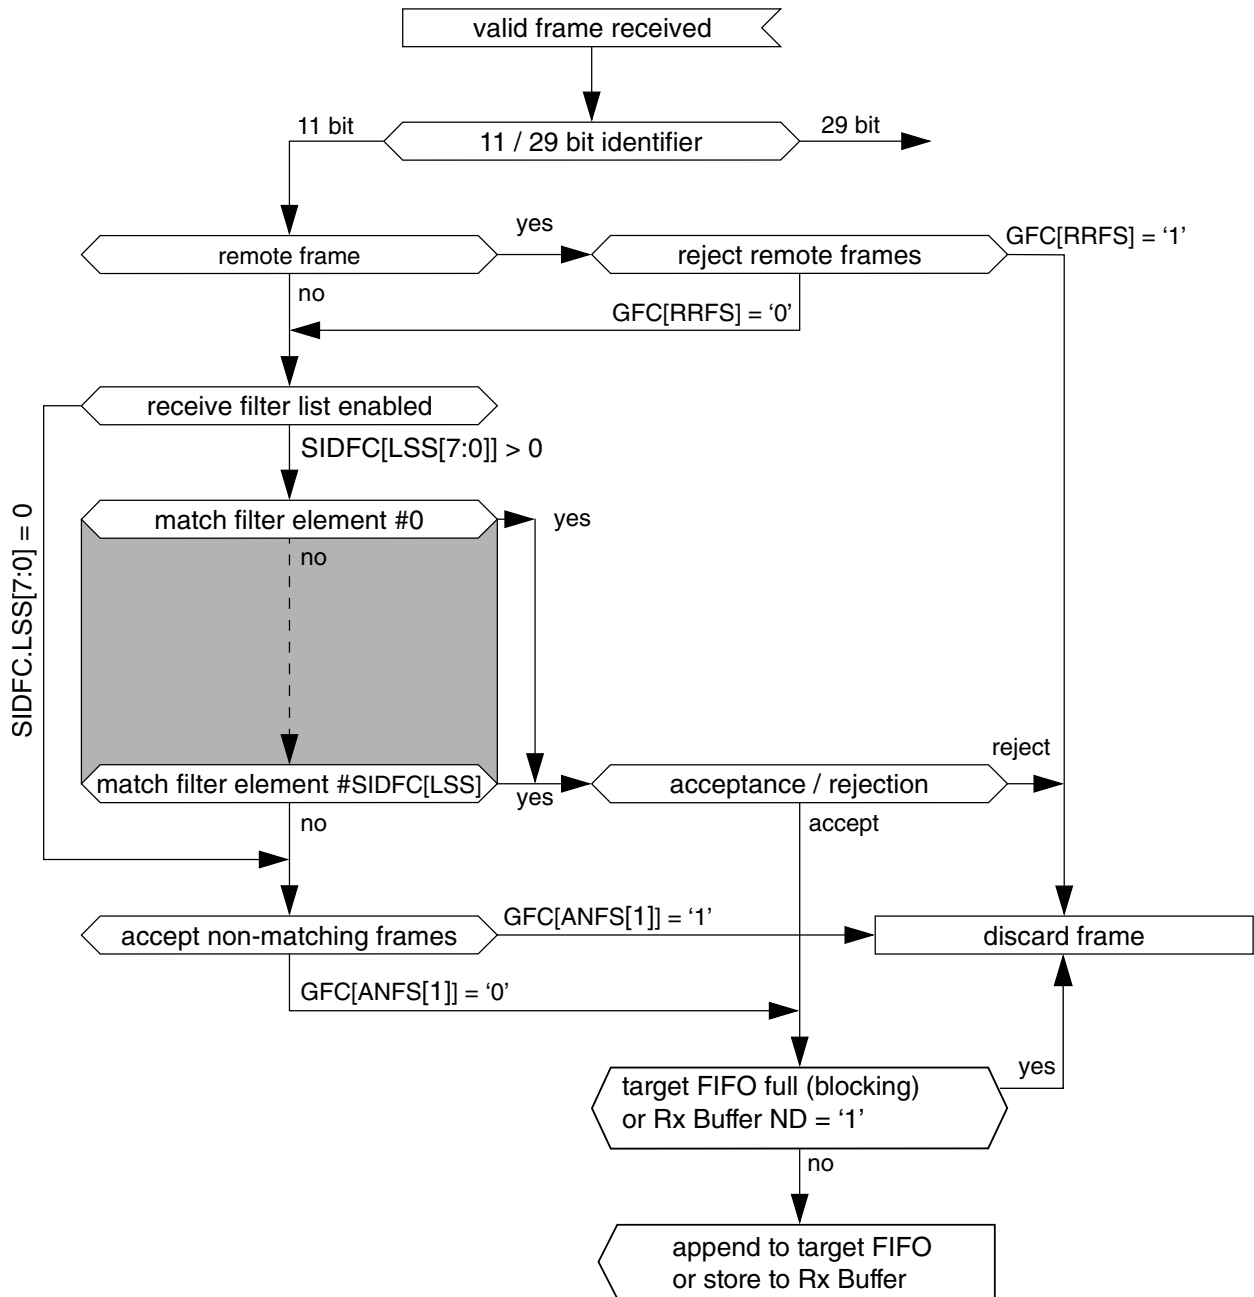 valid frame received
11 bit
11 / 29 bit identifier
29 bit
remote frame
yes
reject remote frames
GFC[RRFS] = ‘1’
no
GFC[RRFS] = ‘0’
receive filter list enabled
SIDFC[LSS[7:0]] > 0
SIDFC.LSS[7:0] = 0
match filter element #0
yes
no
match filter element #SIDFC[LSS]
yes
acceptance / rejection
reject
no
accept
accept non-matching frames
GFC[ANFS[1]] = ‘1’
discard frame
GFC[ANFS[1]] = ‘0’
target FIFO full (blocking)
or Rx Buffer ND = ‘1’
yes
no
append to target FIFO
or store to Rx Buffer